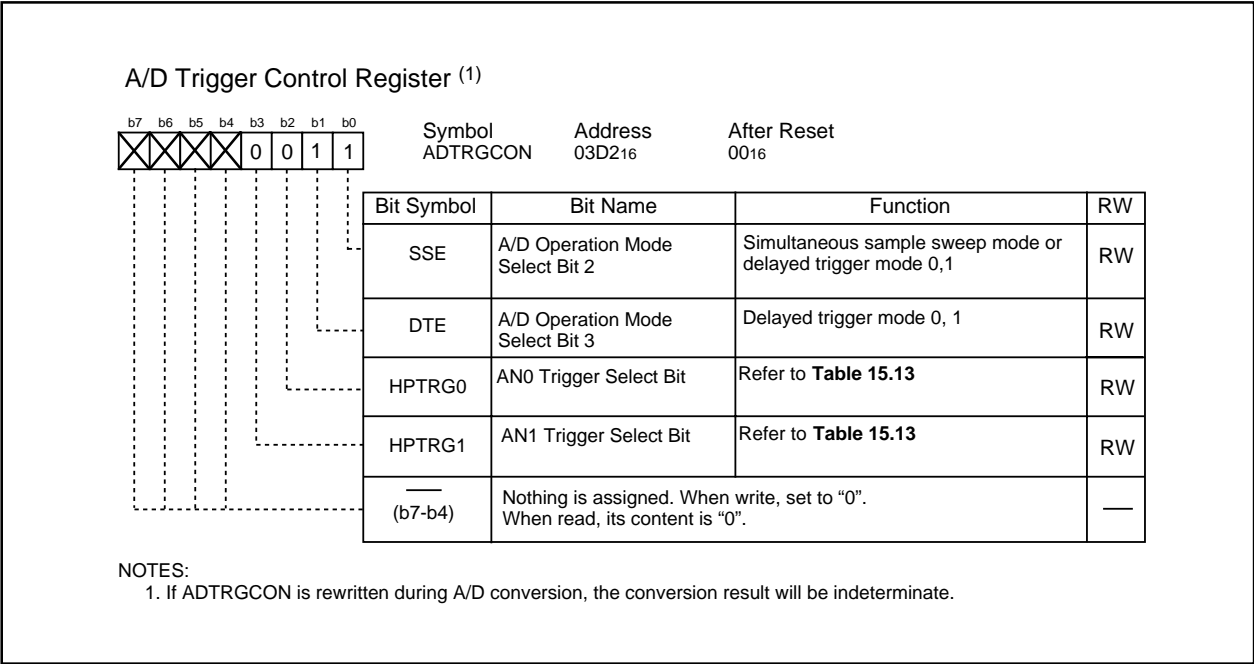 A/D Trigger Control Register (1)
b7 b6 b5 b4 b3 b2 b1 b0
0 0 1 1
Symbol Address After Reset
ADTRGCON 03D216 0016
Bit Symbol Bit Name Function RW
SSE A/D Operation Mode Select Bit 2 Simultaneous sample sweep mode or delayed trigger mode 0,1 RW
DTE A/D Operation Mode Select Bit 3 Delayed trigger mode 0, 1 RW
HPTRG0 AN0 Trigger Select Bit Refer to Table 15.13 RW
HPTRG1 AN1 Trigger Select Bit Refer to Table 15.13 RW
(b7-b4) Nothing is assigned. When write, set to “0”.
When read, its content is “0”.
NOTES:
1. If ADTRGCON is rewritten during A/D conversion, the conversion result will be indeterminate.